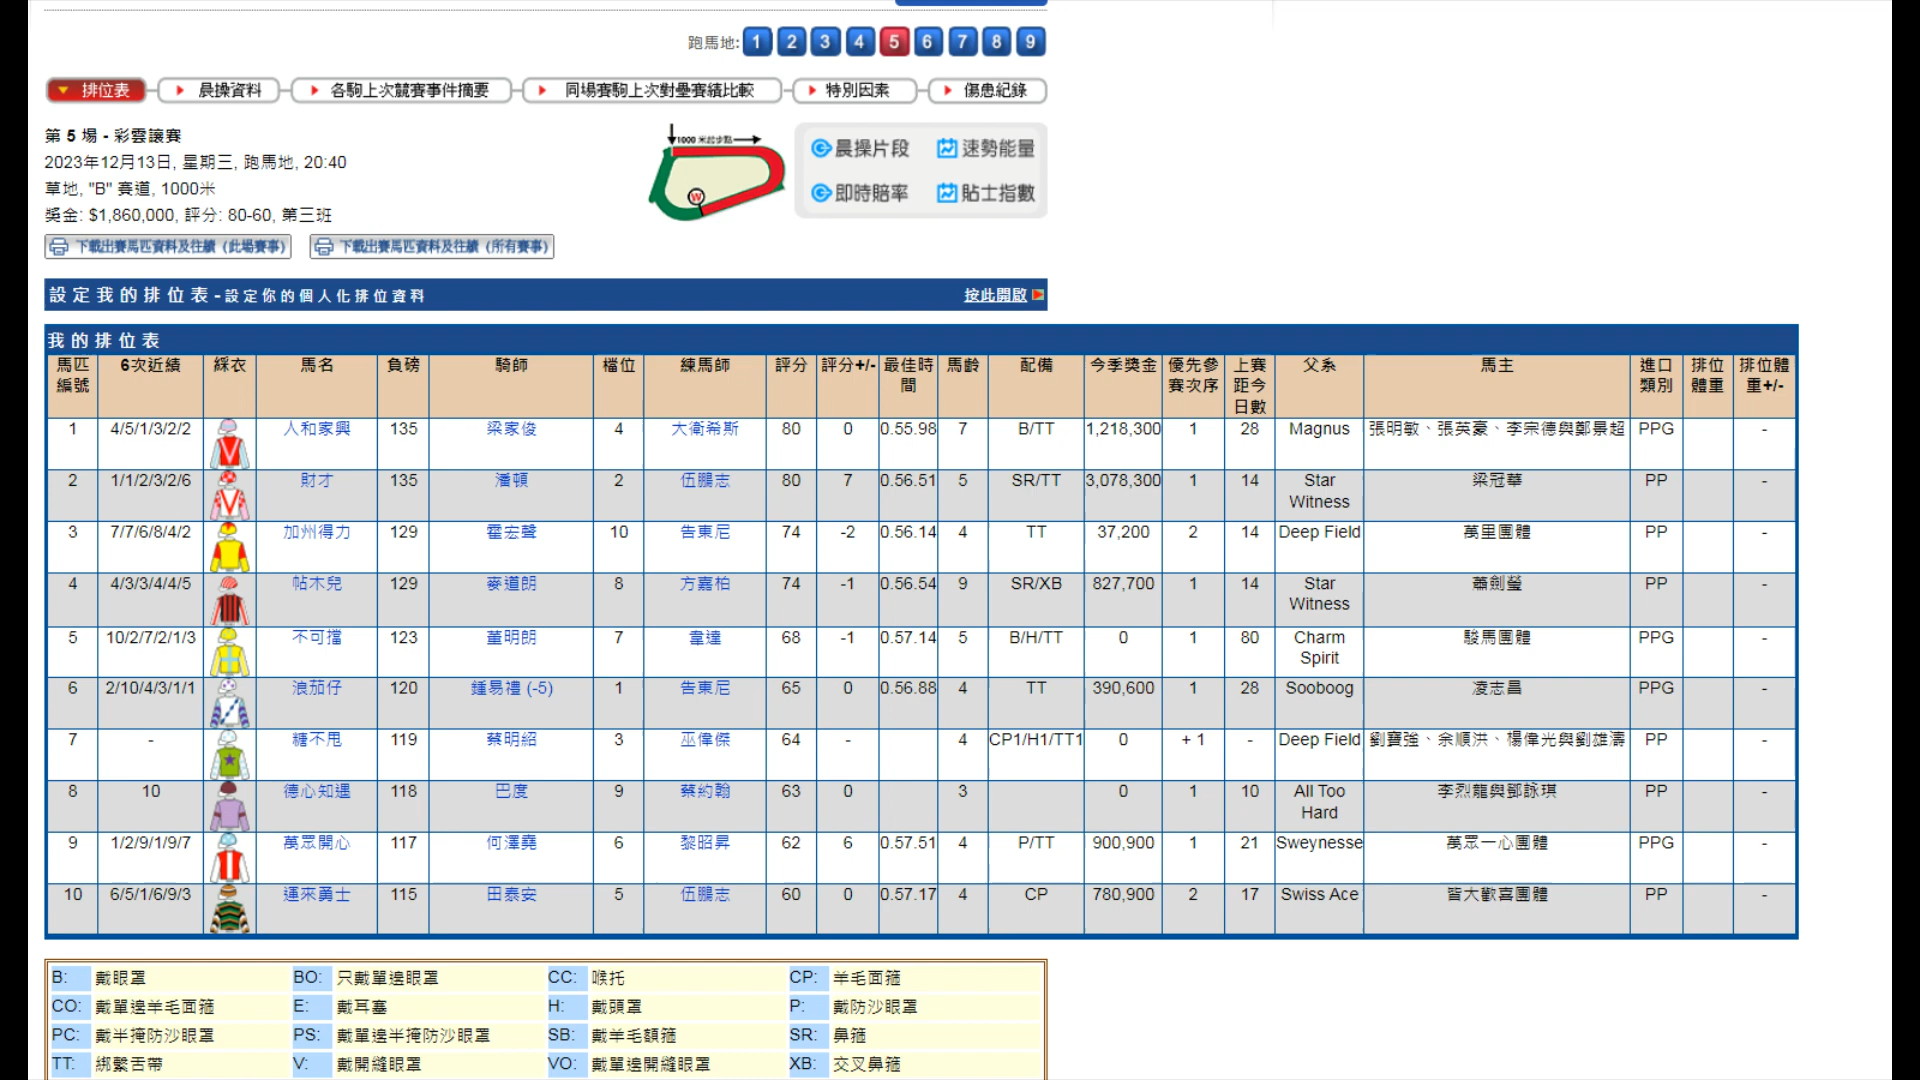 跑馬地: 1 2 3 4 5 6 7 8 9
排位表 晨操資料 各駒上次競賽事件摘要 同場賽駒上次對壘賽績比較 特別因素 傷患紀錄
第 5 場 - 彩雲讓賽
2023年12月13日, 星期三, 跑馬地, 20:40
草地, "B" 賽道, 1000米
獎金: $1,860,000, 評分: 80-60, 第三班
1000 米起步點
W
晨操片段 速勢能量
即時賠率 貼士指數
下載出賽馬匹資料及往績 (此場賽事) 下載出賽馬匹資料及往績 (所有賽事)
設定我的排位表-設定你的個人化排位資料 按此開啟
我的排位表
馬匹編號 6次近績 綵衣 馬名 負磅 騎師 檔位 練馬師 評分 評分+/- 最佳時間 馬齡 配備 今季獎金 優先參賽次序 上賽距今日數 父系 馬主 進口類別 排位體重 排位體重+/-
1 4/5/1/3/2/2 人和家興 135 梁家俊 4 大衛希斯 80 0 0.55.98 7 B/TT 1,218,300 1 28 Magnus 張明敏、張英豪、李宗德與鄭景超 PPG -
2 1/1/2/3/2/6 財才 135 潘頓 2 伍鵬志 80 7 0.56.51 5 SR/TT 3,078,300 1 14 Star Witness 梁冠華 PP -
3 7/7/6/8/4/2 加州得力 129 霍宏聲 10 告東尼 74 -2 0.56.14 4 TT 37,200 2 14 Deep Field 萬里團體 PP -
4 4/3/3/4/4/5 帖木兒 129 麥道朗 8 方嘉柏 74 -1 0.56.54 9 SR/XB 827,700 1 14 Star Witness 蕭劍瑩 PP -
5 10/2/7/2/1/3 不可擋 123 董明朗 7 韋達 68 -1 0.57.14 5 B/H/TT 0 1 80 Charm Spirit 駿馬團體 PPG -
6 2/10/4/3/1/1 浪茄仔 120 鍾易禮 (-5) 1 告東尼 65 0 0.56.88 4 TT 390,600 1 28 Sooboog 凌志昌 PPG -
7 - 糖不甩 119 蔡明紹 3 巫偉傑 64 - 4 CP1/H1/TT1 0 + 1 - Deep Field 劉寶強、余順洪、楊偉光與劉雄濤 PP -
8 10 德心知遇 118 巴度 9 蔡約翰 63 0 3 0 1 10 All Too Hard 李烈龍與鄧詠琪 PP -
9 1/2/9/1/9/7 萬眾開心 117 何澤堯 6 黎昭昇 62 6 0.57.51 4 P/TT 900,900 1 21 Sweynesse 萬眾一心團體 PPG -
10 6/5/1/6/9/3 運來勇士 115 田泰安 5 伍鵬志 60 0 0.57.17 4 CP 780,900 2 17 Swiss Ace 皆大歡喜團體 PP -
B: 戴眼罩 BO: 只戴單邊眼罩 CC: 喉托 CP: 羊毛面箍
CO: 戴單邊羊毛面箍 E: 戴耳塞 H: 戴頭罩 P: 戴防沙眼罩
PC: 戴半掩防沙眼罩 PS: 戴單邊半掩防沙眼罩 SB: 戴羊毛額箍 SR: 鼻箍
TT: 綁繫舌帶 V: 戴開縫眼罩 VO: 戴單邊開縫眼罩 XB: 交叉鼻箍